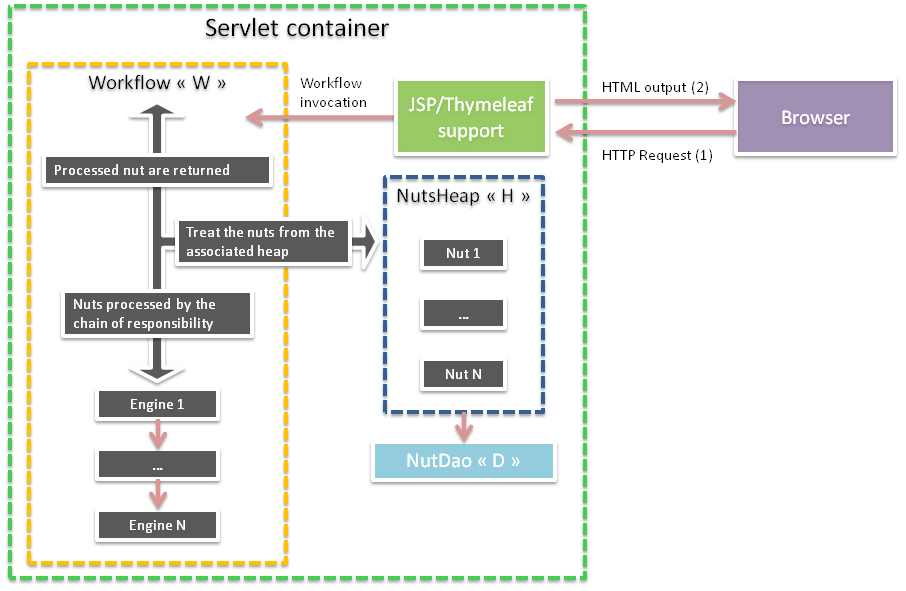 Servlet container
Workflow « W »
Workflow
invocation
JSP/Thymeleaf
support
HTML output (2)
Browser
HTTP Request (1)
Processed nut are returned
NutsHeap « H »
Treat the nuts from the
associated heap
Nut 1
Nuts processed by the
chain of responsibility
...
Nut N
Engine 1
NutDao « D »
...
Engine N